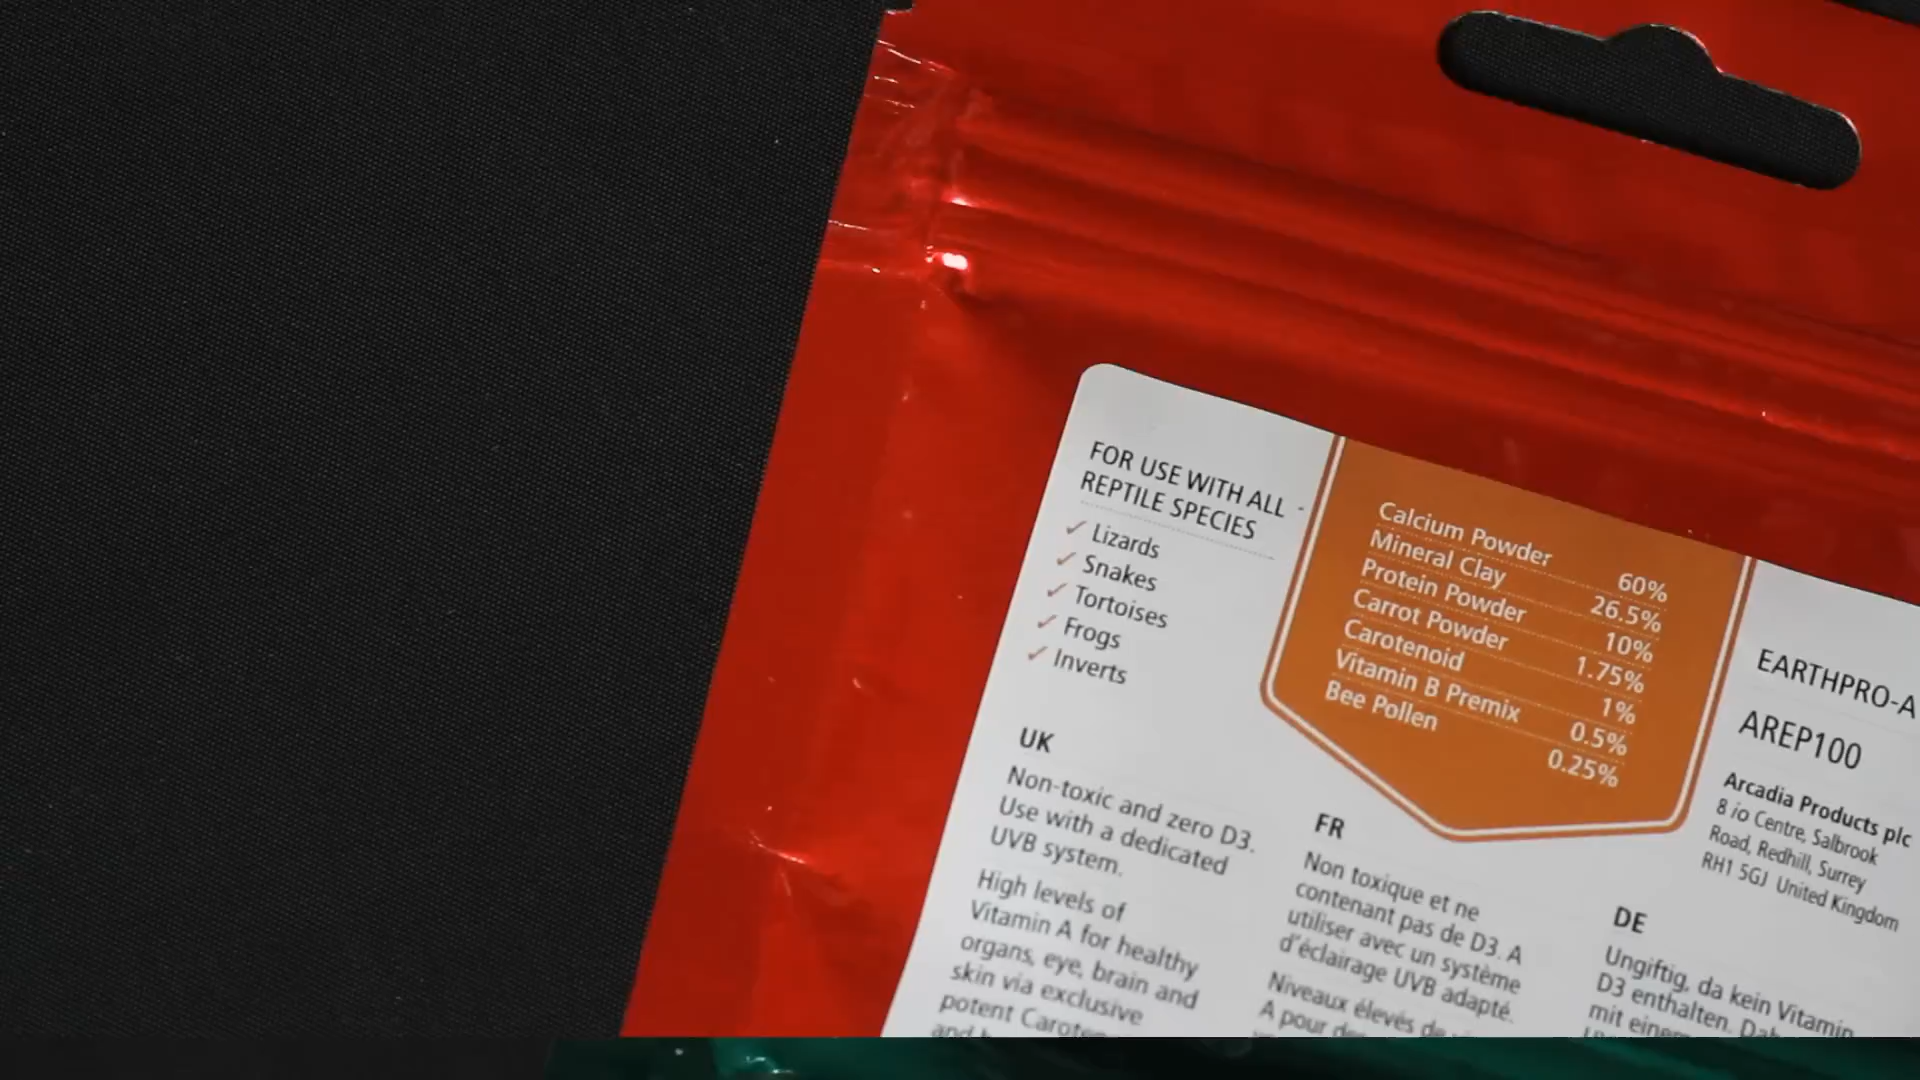 FOR USE WITH ALL -
REPTILE SPECIES
✓ Lizards
✓ Snakes
✓ Tortoises
✓ Frogs
✓ Inverts
Calcium Powder 60%
Mineral Clay 26.5%
Protein Powder 10%
Carrot Powder 1.75%
Carotenoid 1%
Vitamin B Premix 0.5%
Bee Pollen 0.25%
EARTHPRO-A
AREP100
Arcadia Products plc
8 io Centre, Salbrook
Road, Redhill, Surrey
RH1 5GJ United Kingdom
UK
Non-toxic and zero D3.
Use with a dedicated
UVB system.
High levels of
Vitamin A for healthy
organs, eye, brain and
skin via exclusive
potent
FR
Non toxique et ne
contenant pas de D3. A
utiliser avec un système
d'éclairage UVB adapté.
Niveaux élevés de
A pour
DE
Ungiftig, da kein Vitamin
D3 enthalten.
mit